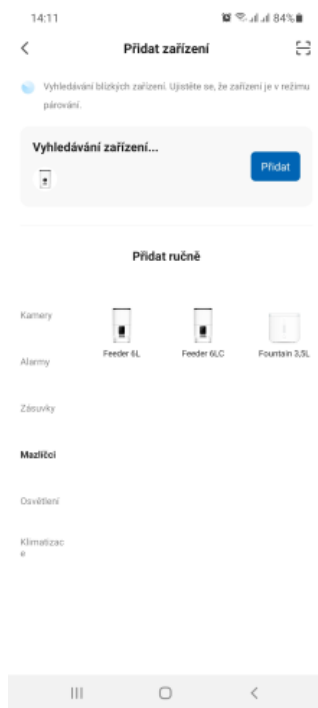 14:11
84%
Přidat zařízení
Vyhledávání blízkých zařízení. Ujistěte se, že zařízení je v režimu
párování.
Vyhledávání zařízení...
Přidat
Přidat ručně
Kamery
Alarmy
Zásuvky
Mazlíčci
Osvětlení
Klimatizac
e
Feeder 6L
Feeder 6LC
Fountain 3,5L